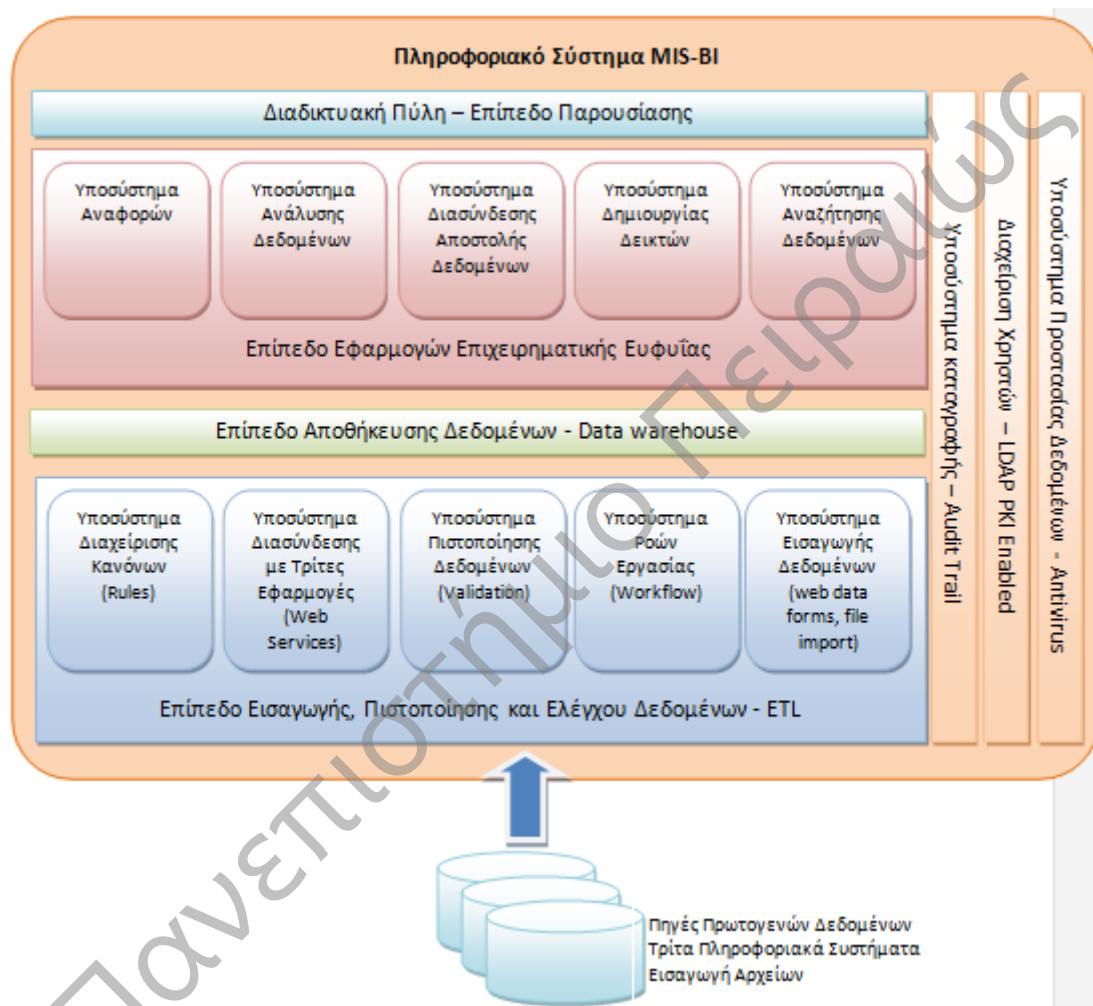 Πληροφοριακό Σύστημα MIS-BI
Διαδικτυακή Πύλη – Επίπεδο Παρουσίασης
Υποσύστημα
Αναφορών
Υποσύστημα
Ανάλυσης
Δεδομένων
Υποσύστημα
Διασύνδεσης
Αποστολής
Δεδομένων
Υποσύστημα
Δημιουργίας
Δεικτών
Υποσύστημα
Αναζήτησης
Δεδομένων
Επίπεδο Εφαρμογών Επιχειρηματικής Ευφυΐας
Επίπεδο Αποθήκευσης Δεδομένων - Data warehouse
Υποσύστημα
Διαχείρισης
Κανόνων
(Rules)
Υποσύστημα
Διασύνδεσης
με Τρίτες
Εφαρμογές
(Web
Services)
Υποσύστημα
Πιστοποίησης
Δεδομένων
(Validation)
Υποσύστημα
Ροών
Εργασίας
(Workflow)
Υποσύστημα
Εισαγωγής
Δεδομένων
(web data
forms, file
import)
Επίπεδο Εισαγωγής, Πιστοποίησης και Ελέγχου Δεδομένων - ETL
Υποσύστημα καταγραφής – Audit Trail
Διαχείριση Χρηστών – LDAP PKI Enabled
Υποσύστημα Προστασίας Δεδομένων - Antivirus
Πηγές Πρωτογενών Δεδομένων
Τρίτα Πληροφοριακά Συστήματα
Εισαγωγή Αρχείων
Πανεπιστήμιο Πειραιώς